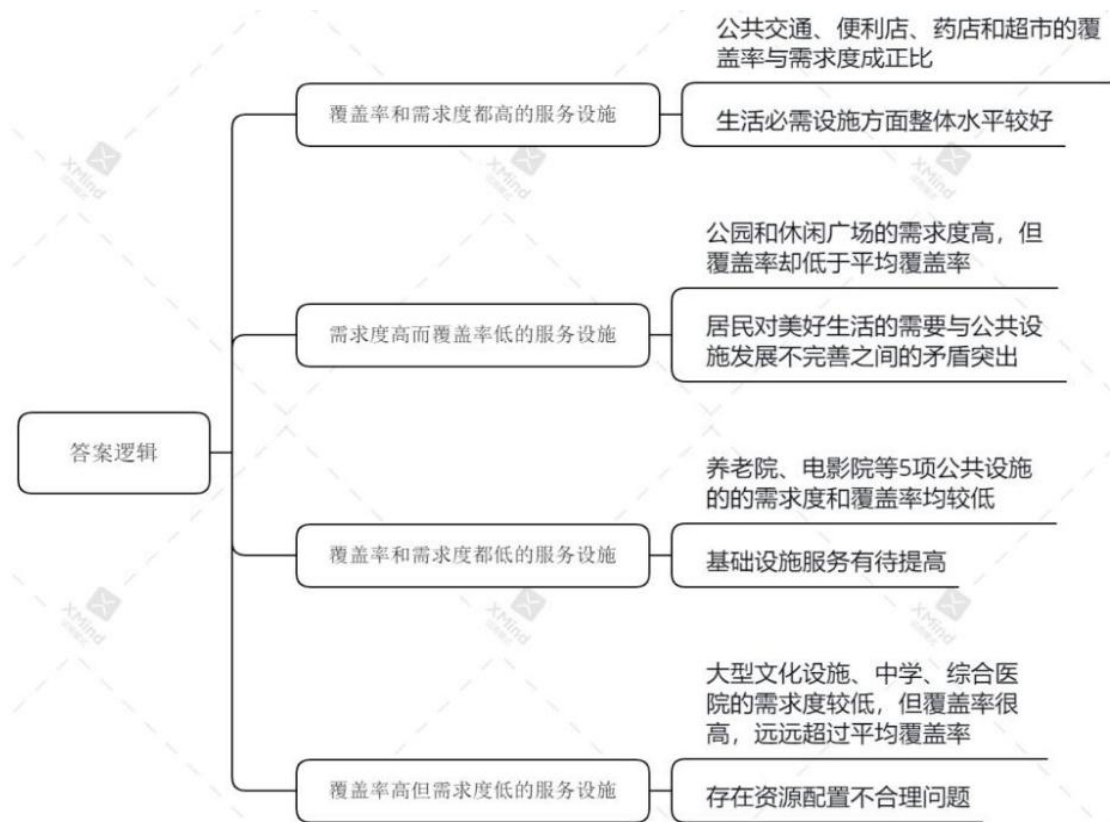 公共交通、便利店、药店和超市的覆
盖率与需求度成正比
覆盖率和需求度都高的服务设施
生活必需设施方面整体水平较好
公园和休闲广场的需求度高，但
覆盖率却低于平均覆盖率
需求度高而覆盖率低的服务设施
居民对美好生活的需要与公共设
施发展不完善之间的矛盾突出
答案逻辑
养老院、电影院等5项公共设施
的的需求度和覆盖率均较低
覆盖率和需求度都低的服务设施
基础设施服务有待提高
大型文化设施、中学、综合医
院的需求度较低，但覆盖率很
高，远远超过平均覆盖率
覆盖率高但需求度低的服务设施
存在资源配置不合理问题
XMind
XMind
XMind
XMind
XMind
XMind